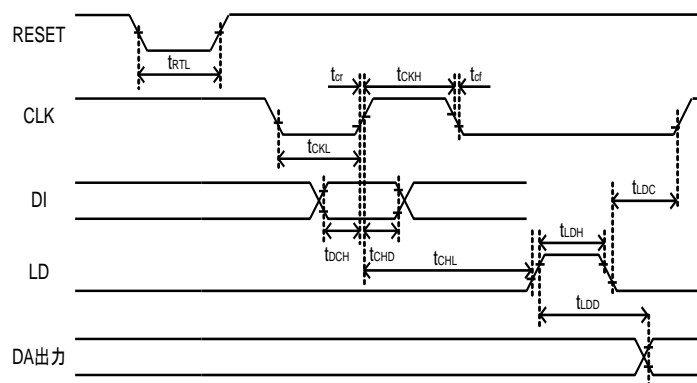 RESET
tRTL
tcr
tCKH
tcf
CLK
tCKL
DI
tLDC
tDCH
tCHD
tLDH
LD
tCHL
tLDD
DA出力